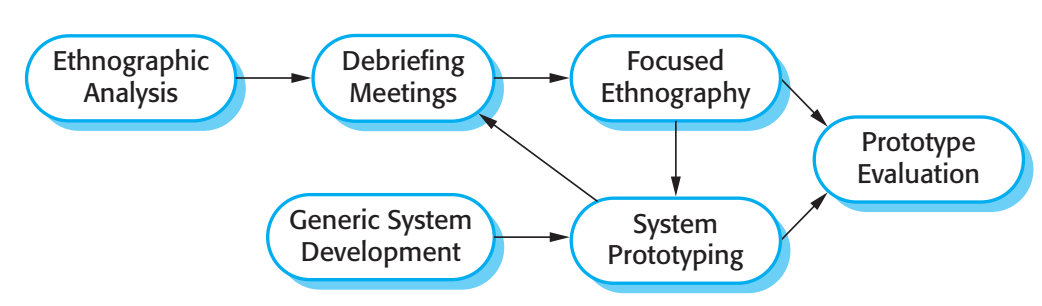 Ethnographic
Analysis
Debriefing
Meetings
Focused
Ethnography
Prototype
Evaluation
Generic System
Development
System
Prototyping